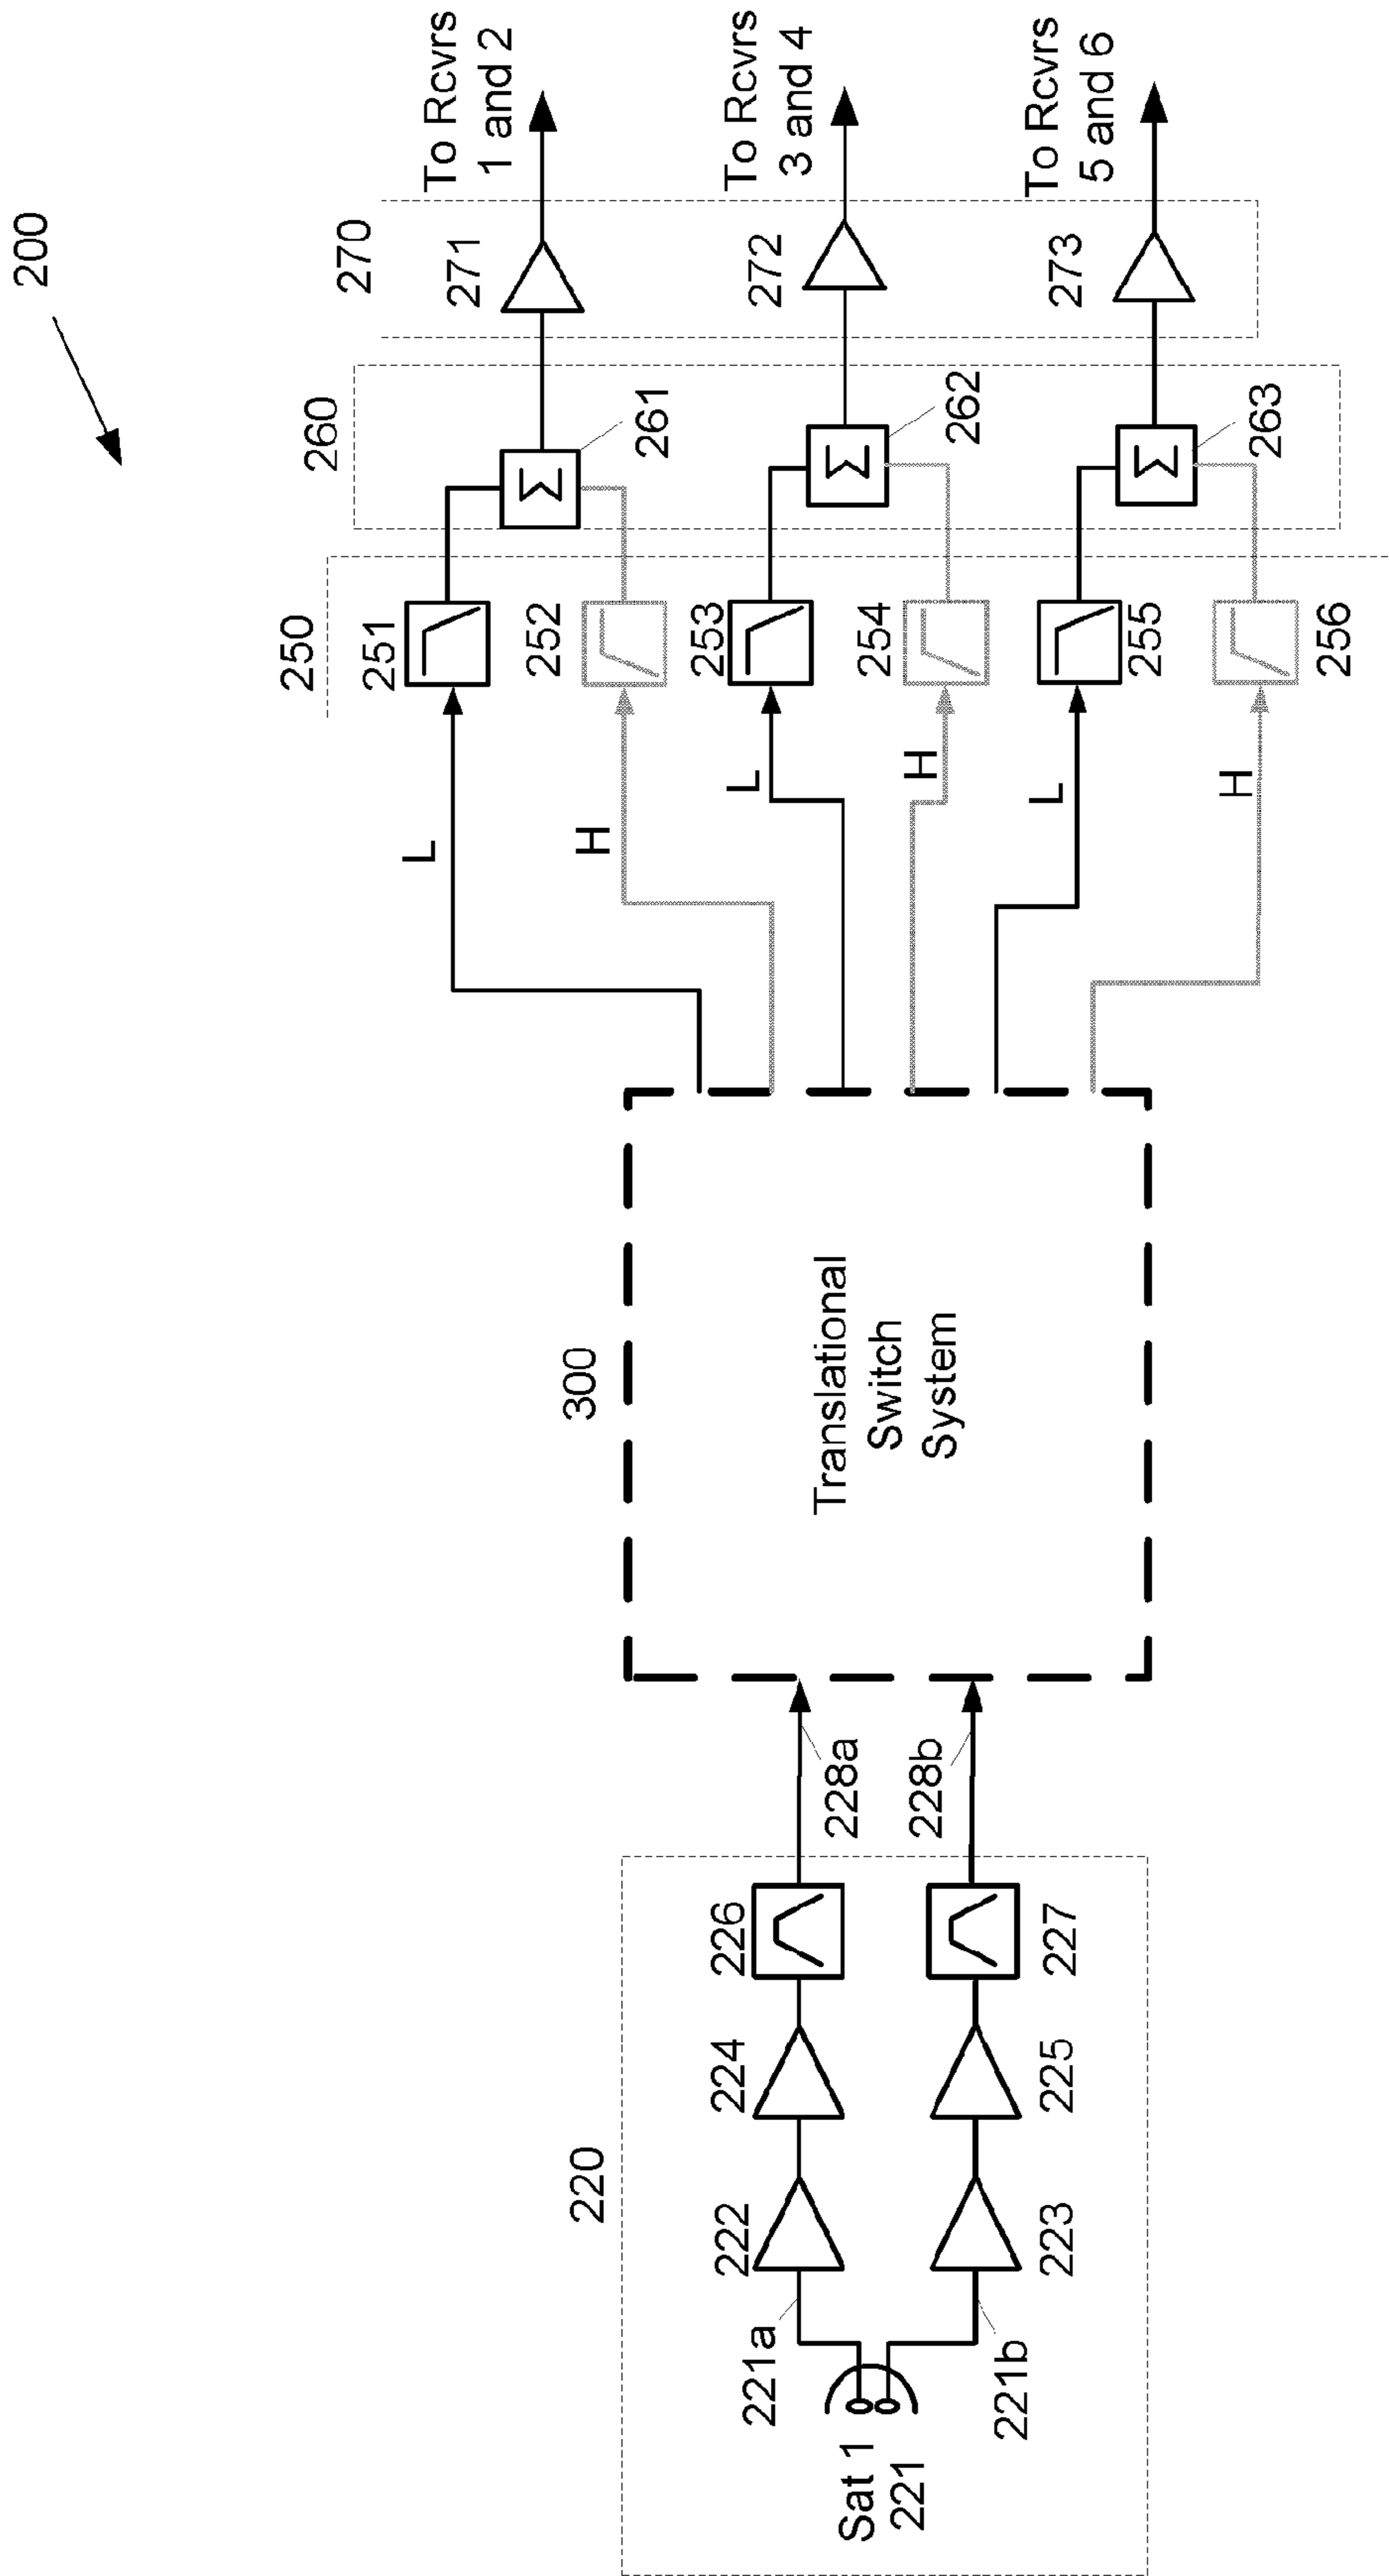 200
220
Sat 1
221
221a
221b
222
223
224
225
226
227
228a
228b
300
Translational
Switch
System
L
H
L
H
L
H
250
251
252
253
254
255
256
260
261
262
263
270
271
272
273
To Rcvrs
1 and 2
To Rcvrs
3 and 4
To Rcvrs
5 and 6
Σ
Σ
Σ